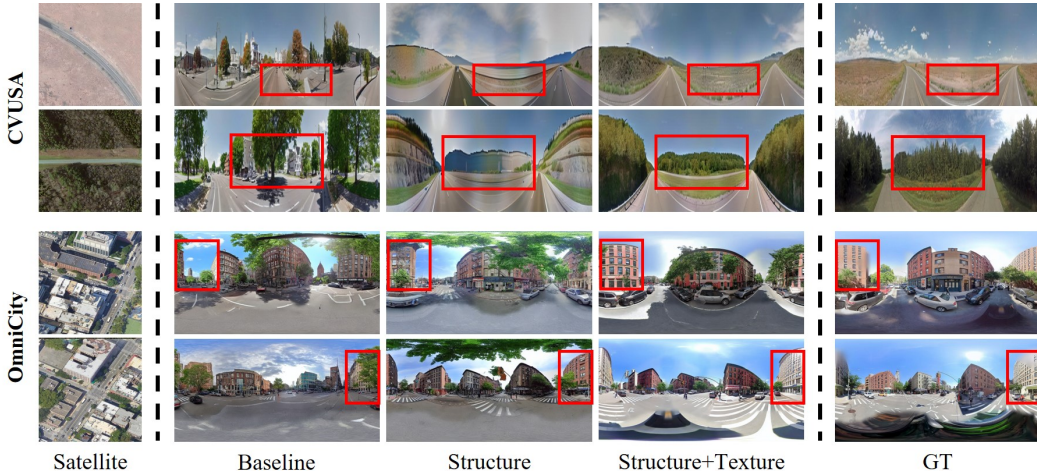 CVUSA
OmniCity
Satellite
Baseline
Structure
Structure+Texture
GT